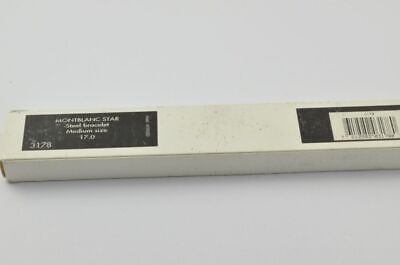 MONTBLANC STAR
Steel bracelet
Medium size
17.0
3178